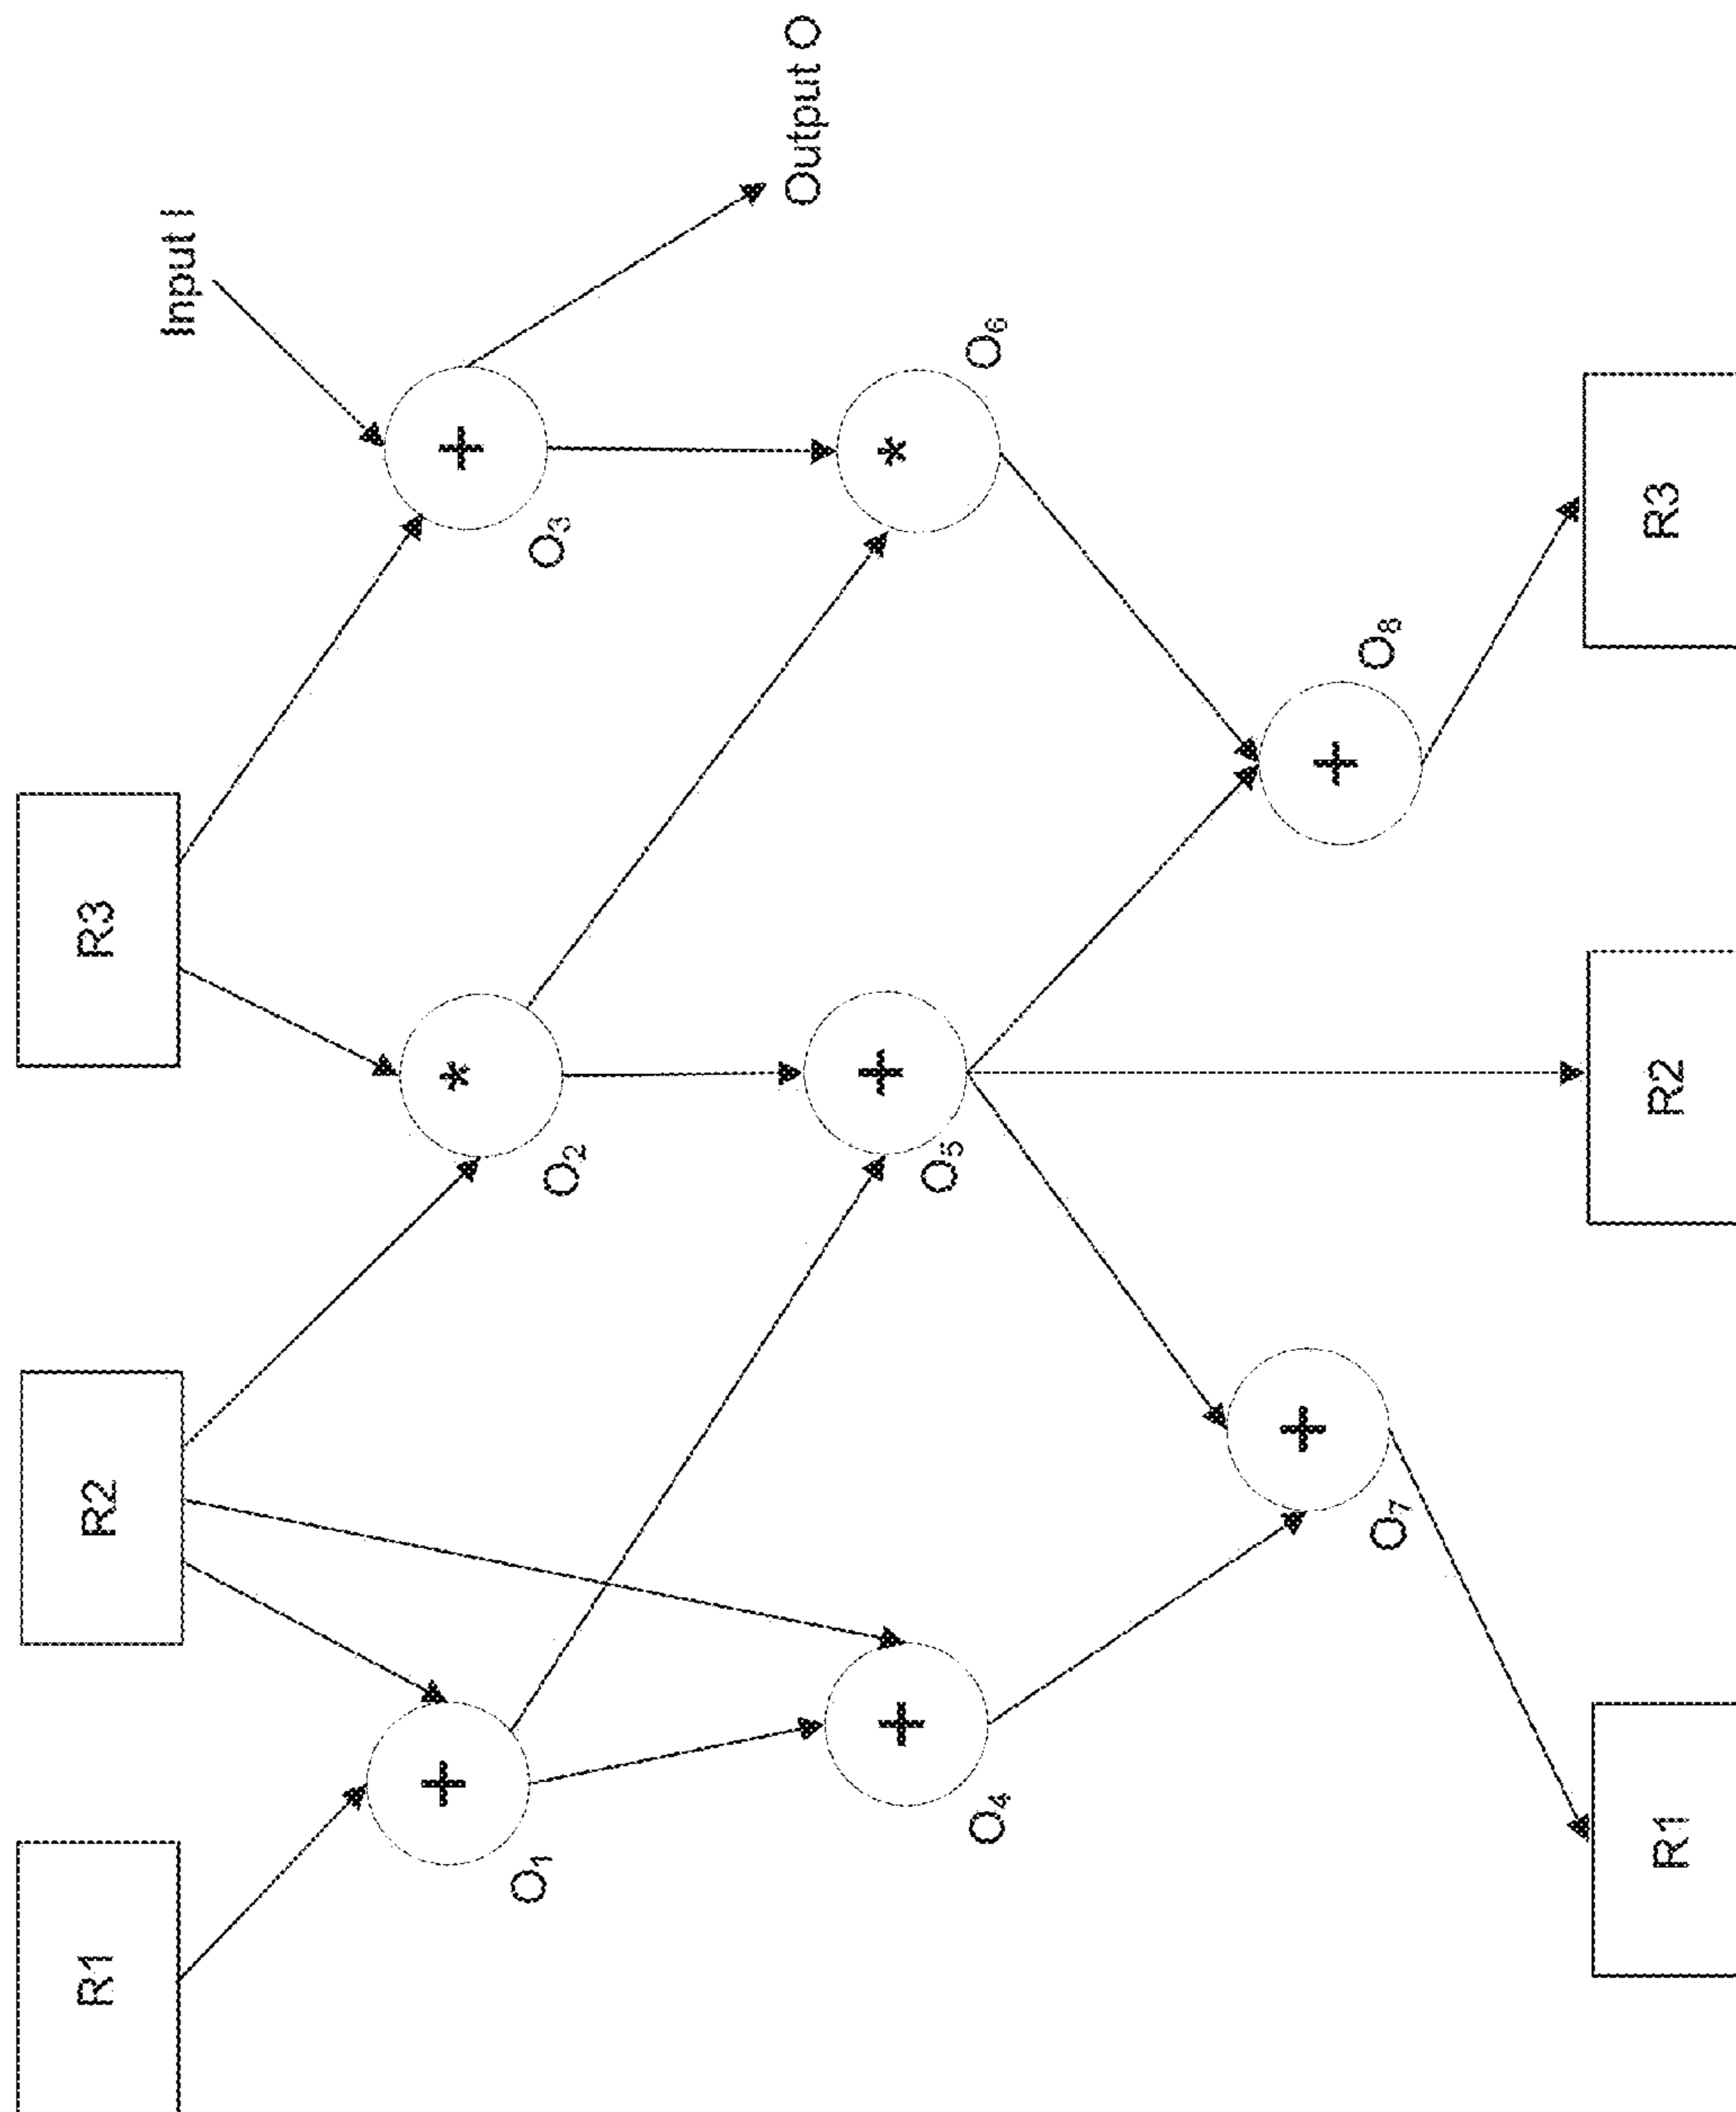 R1
R2
R3
Input I
+
O1
*
O2
+
O3
Output O
+
O4
+
O5
*
O6
+
O7
+
O8
R1
R2
R3